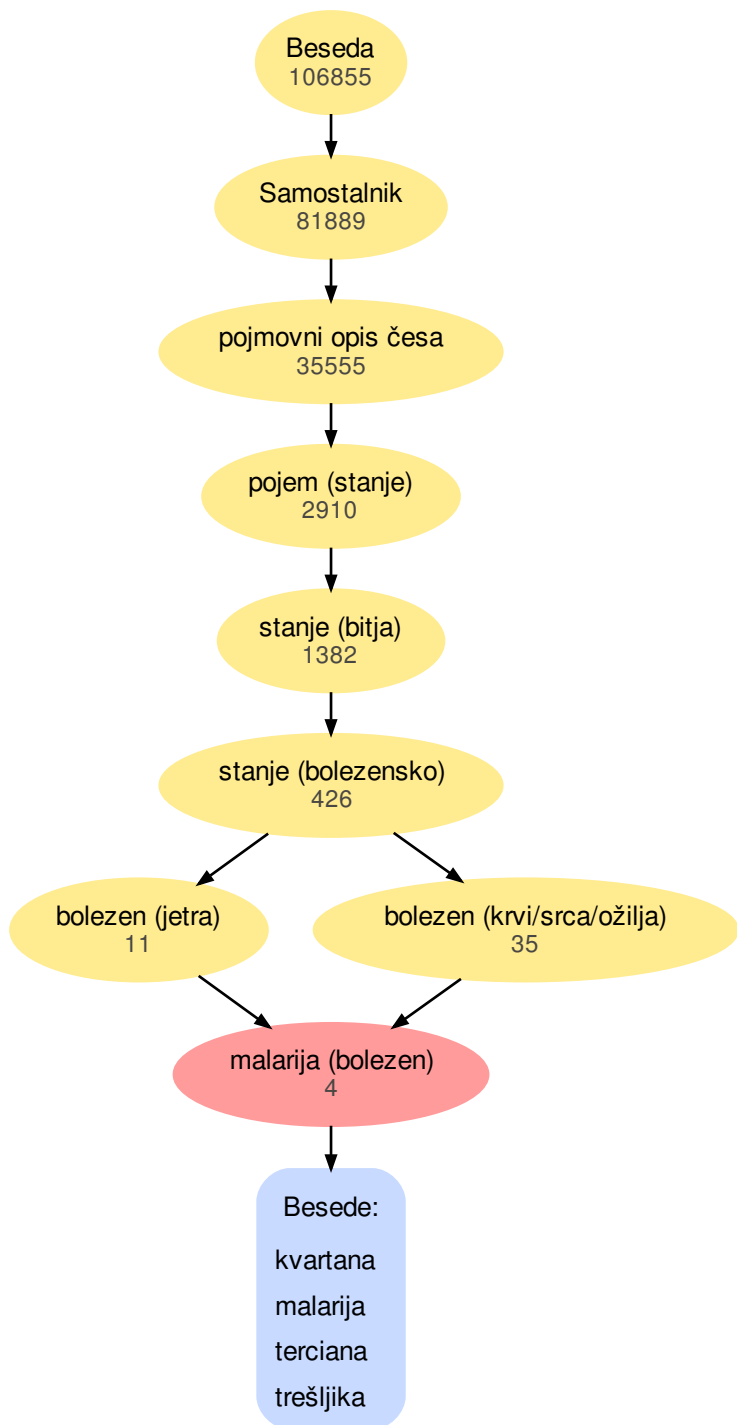 Beseda
106855
Samostalnik
81889
pojmovni opis česa
35555
pojem (stanje)
2910
stanje (bitja)
1382
stanje (bolezensko)
426
bolezen (jetra)
11
bolezen (krvi/srca/ožilja)
35
malarija (bolezen)
4
Besede:
kvartana
malarija
terciana
trešljika